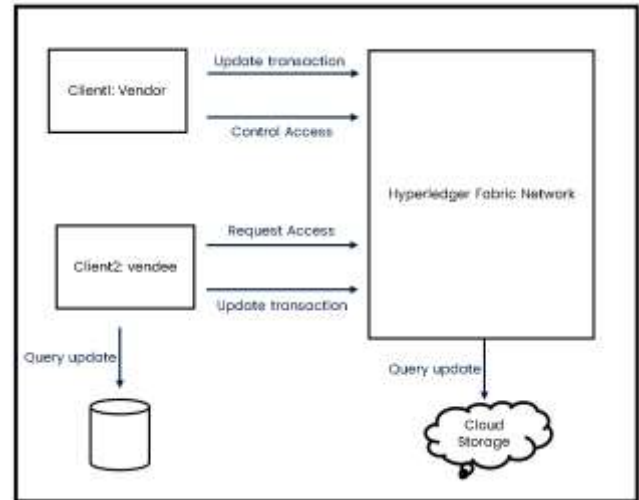 Update transaction
Client1: Vendor
Control Access
Hyperledger Fabric Network
Request Access
Client2: vendee
Update transaction
Query update
Query update
Cloud
Storage